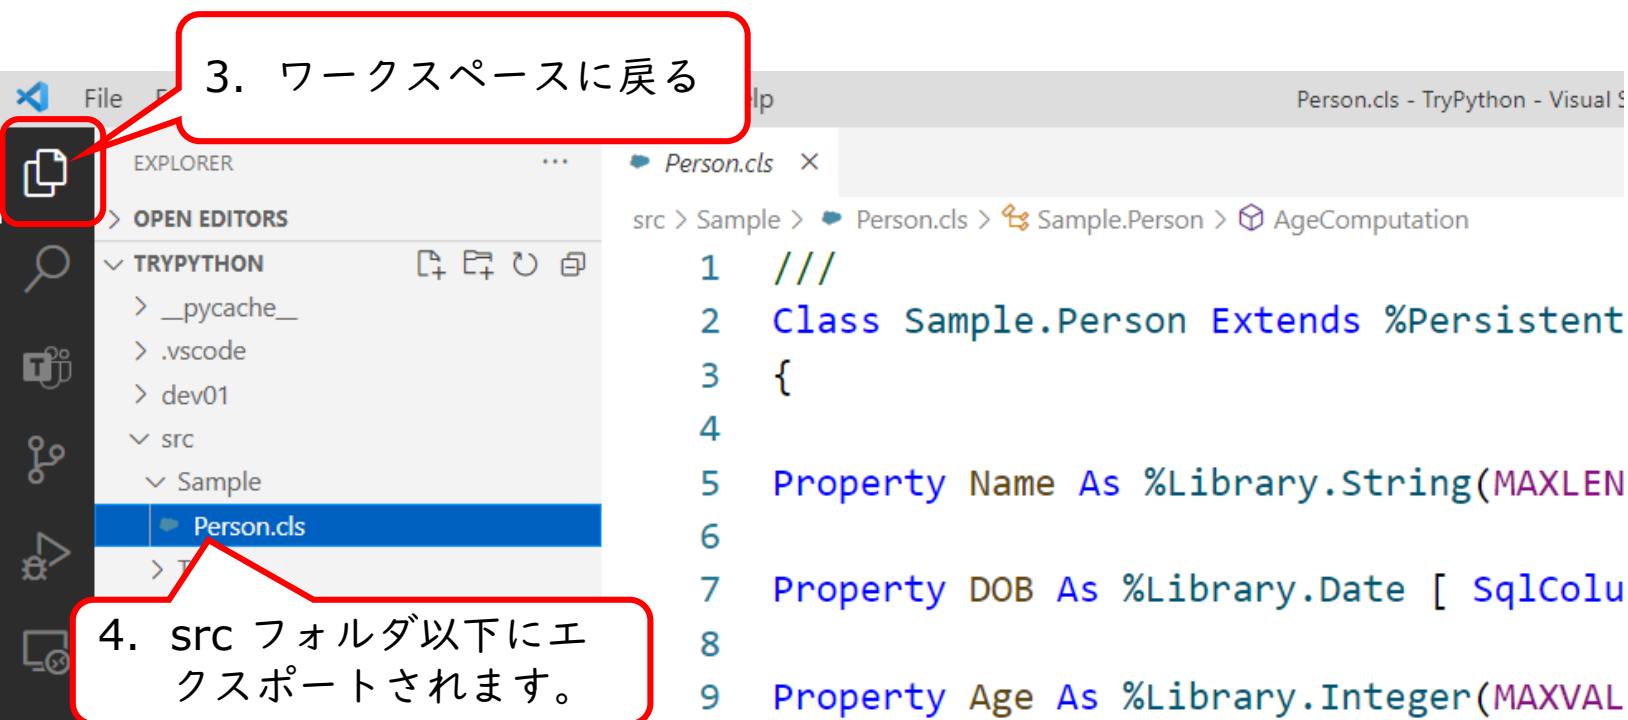 3. ワークスペースに戻る
File
Person.cls - TryPython - Visual
EXPLORER
Person.cls
OPEN EDITORS
src > Sample > Person.cls > Sample.Person > AgeComputation
TRYPYTHON
__pycache__
.vscode
dev01
src
Sample
Person.cls
1 ///
2 Class Sample.Person Extends %Persistent
3 {
4
5 Property Name As %Library.String(MAXLEN
6
7 Property DOB As %Library.Date [ SqlColu
8
9 Property Age As %Library.Integer(MAXVAL
4. src フォルダ以下にエ
クスポートされます。